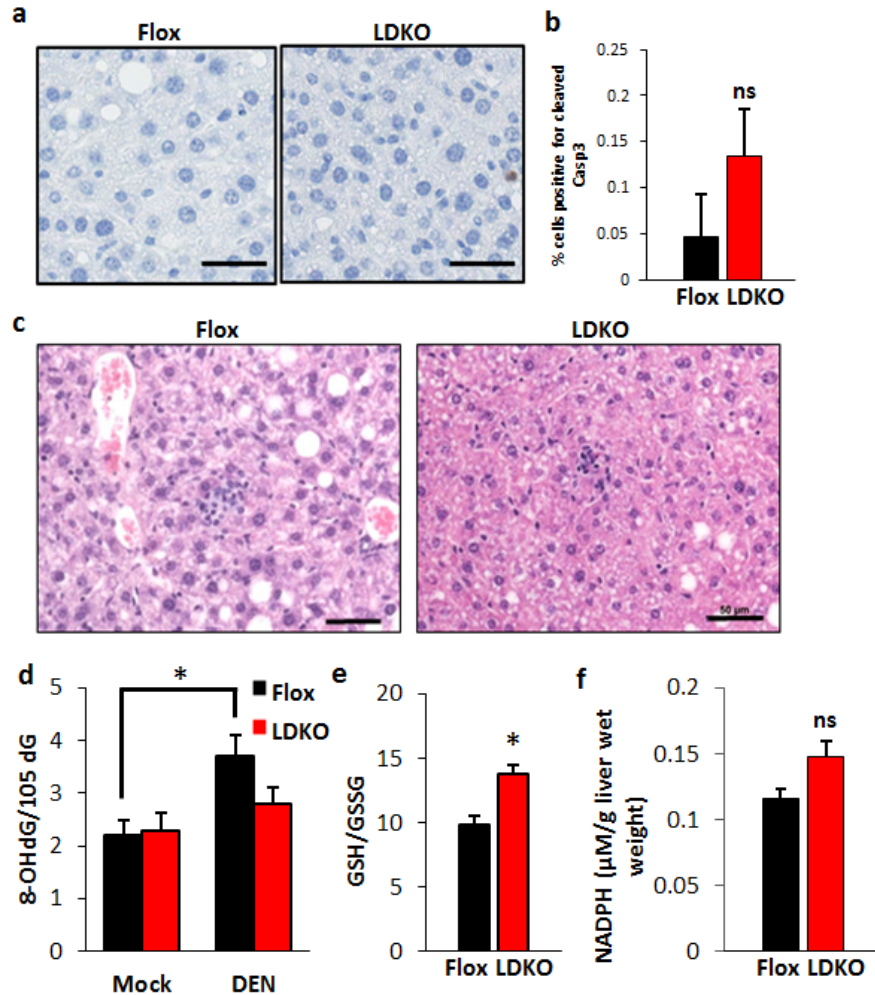 a
Flox
LDKO
b
% cells positive for cleaved
Casp3
0.25
0.2
0.15
0.1
0.05
0
ns
Flox LDKO
c
Flox
LDKO
50 µm
d
8-OHdG/105 dG
5
4
3
2
1
0
*
Flox
LDKO
Mock
DEN
e
GSH/GSSG
20
15
10
5
0
*
Flox LDKO
f
NADPH (µM/g liver wet
weight)
0.2
0.15
0.1
0.05
0
ns
Flox LDKO